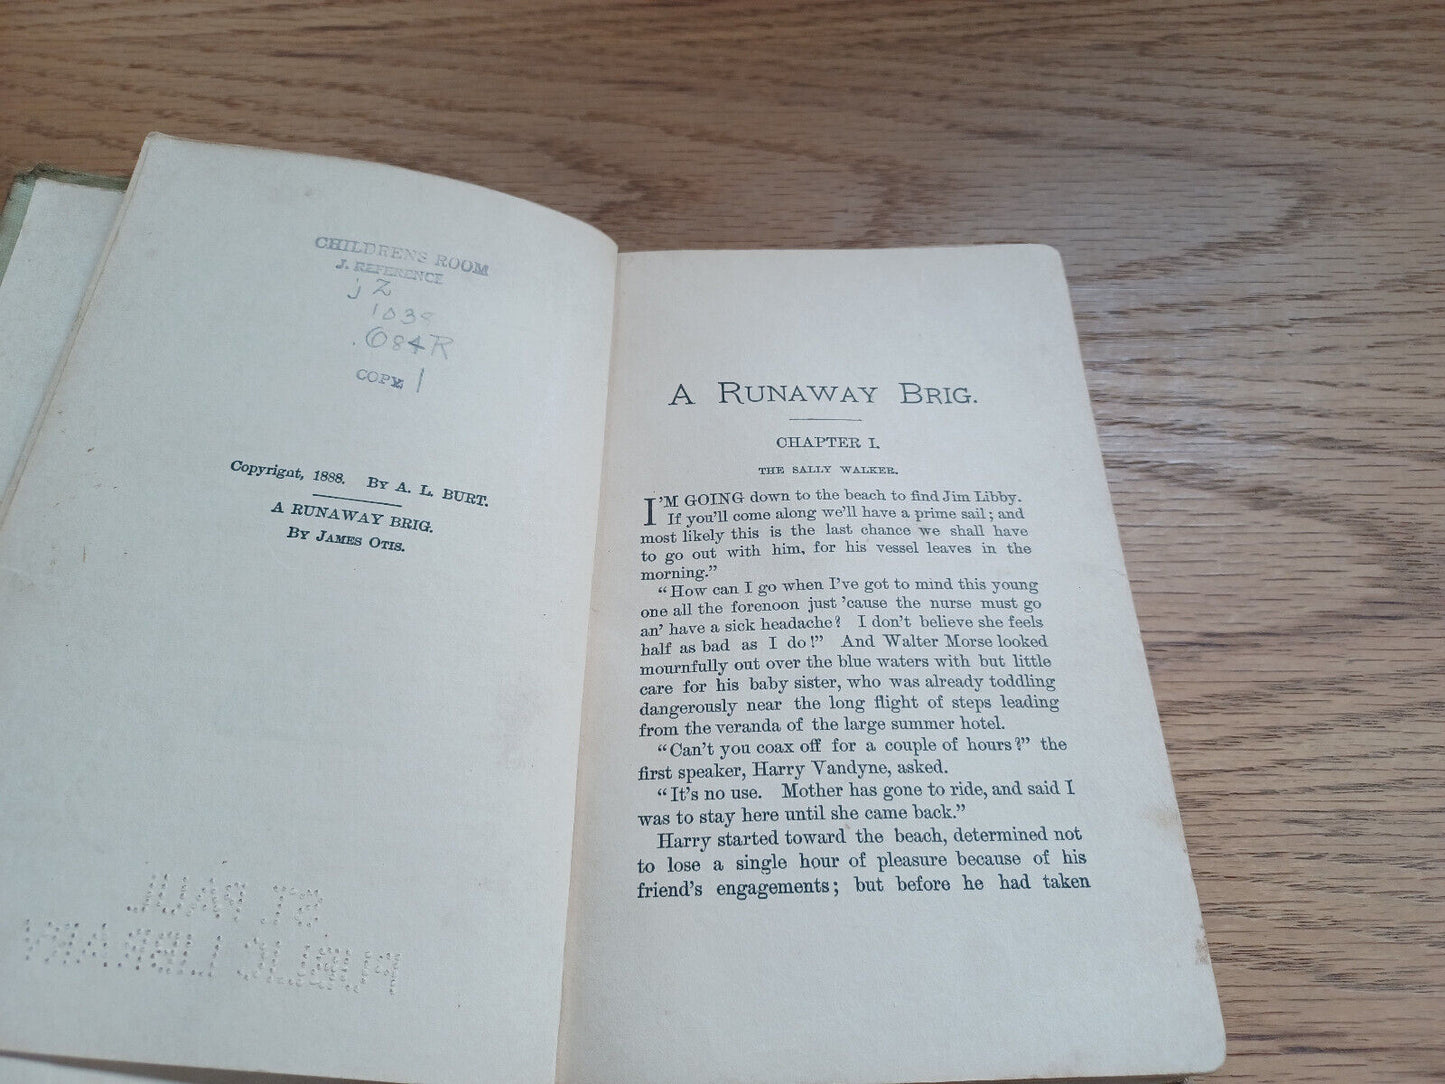 CHILDRENS ROOM
J. REFERENCE
j Z
1038
.O84R
COPY 1
Copyright, 1888. By A. L. BURT.
A RUNAWAY BRIG.
By James Otis.
ST. PAUL
PUBLIC LIBRARY
A Runaway Brig.
CHAPTER I.
THE SALLY WALKER.
I'M GOING down to the beach to find Jim Libby.
If you'll come along we'll have a prime sail; and
most likely this is the last chance we shall have
to go out with him, for his vessel leaves in the
morning."
"How can I go when I've got to mind this young
one all the forenoon just 'cause the nurse must go
an' have a sick headache? I don't believe she feels
half as bad as I do!" And Walter Morse looked
mournfully out over the blue waters with but little
care for his baby sister, who was already toddling
dangerously near the long flight of steps leading
from the veranda of the large summer hotel.
"Can't you coax off for a couple of hours?" the
first speaker, Harry Vandyne, asked.
"It's no use. Mother has gone to ride, and said I
was to stay here until she came back."
Harry started toward the beach, determined not
to lose a single hour of pleasure because of his
friend's engagements; but before he had taken